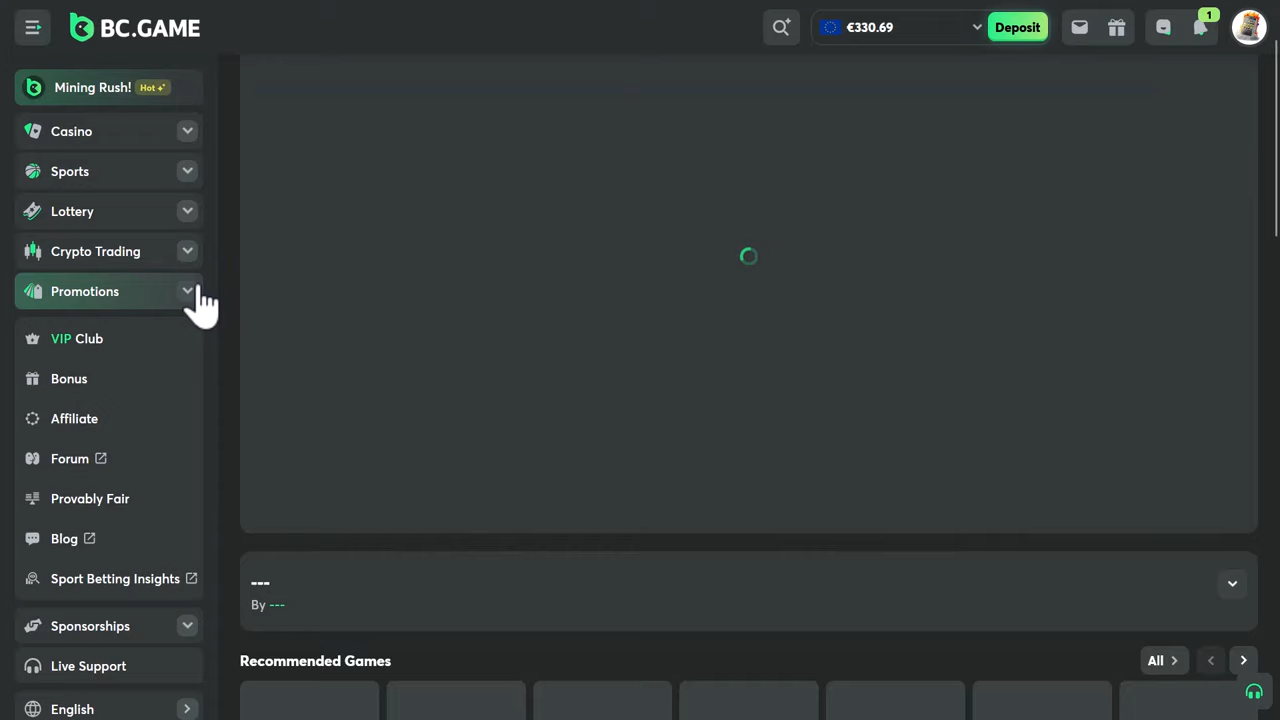 BC.GAME
€330.69
Deposit
1
Mining Rush! Hot
Casino
Sports
Lottery
Crypto Trading
Promotions
VIP Club
Bonus
Affiliate
Forum
Provably Fair
Blog
Sport Betting Insights
Sponsorships
Live Support
English
---
By ---
Recommended Games
All